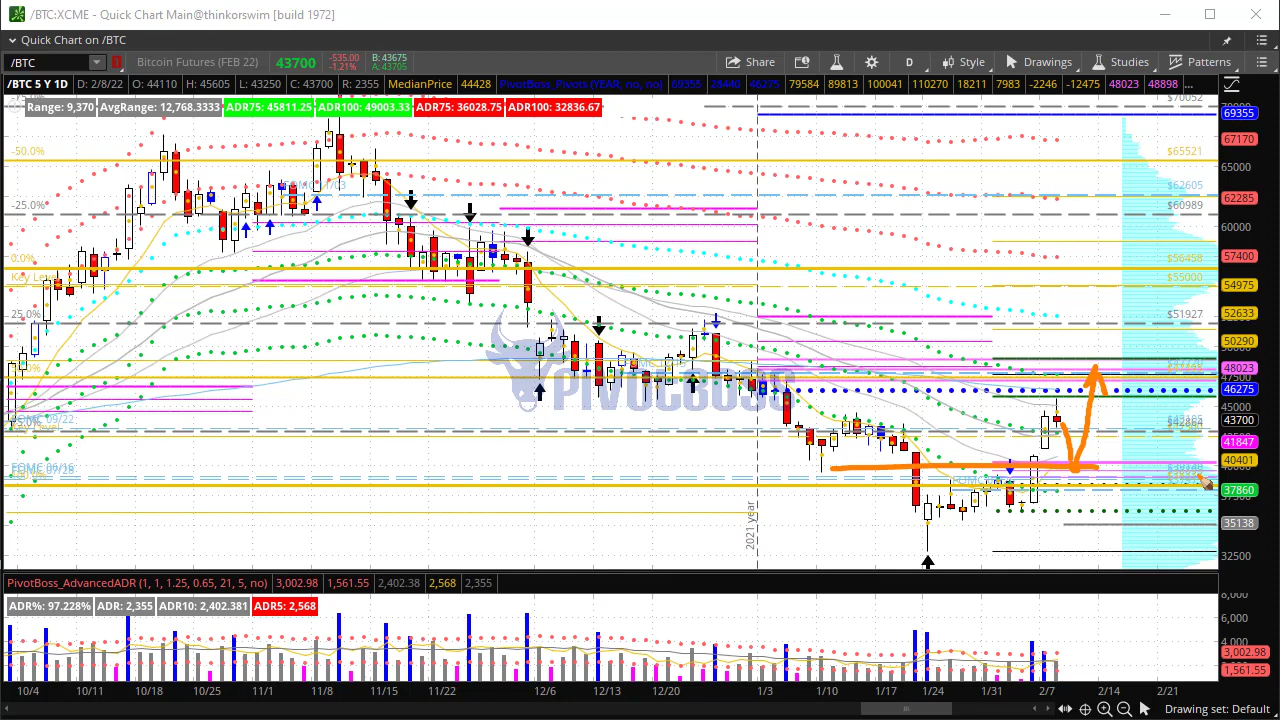 /BTC:XCME - Quick Chart Main@thinkorswim [build 1972]
Quick Chart on /BTC
/BTC
Bitcoin Futures (FEB 22)
43700
-535.00
-1.21%
B: 43675
A: 43705
Share
D
Style
Drawings
Studies
Patterns
/BTC 5 Y 1D D: 2/8/22 O: 44110 H: 45605 L: 43250 C: 43700 R: 2355 MedianPrice 44428 PivotBoss_Pivots (YEAR, no, no) 69355 28440 46275 79584 89813 100041 110270 18211 7983 -2246 -12475 48023 48898 ...
Range: 9,370 AvgRange: 12,768.3333 ADR75: 45811.25 ADR100: 49003.33 ADR75: 36028.75 ADR100: 32836.67
$70052
69355
67170
-50.0%
$65521
65000
$62605
62285
-25.0%
$60989
60000
0.0%
$56458
57400
Key Level
$55000
54975
25.0%
$51927
52633
50290
48023
47500
46275
45000
43700
41847
40401
37860
35138
32500
PIVOTBOSS
2021 year
FOMC 06/16
PivotBoss_AdvancedADR (1, 1, 1.25, 0.65, 21, 5, no) 3,002.98 1,561.55 2,402.38 2,568 2,355
ADR%: 97.228% ADR: 2,355 ADR10: 2,402.381 ADR5: 2,568
8,000
6,000
4,000
3,002.98
1,561.55
10/4 10/11 10/18 10/25 11/1 11/8 11/15 11/22 12/6 12/13 12/20 1/3 1/10 1/17 1/24 1/31 2/7 2/14 2/21
Drawing set: Default